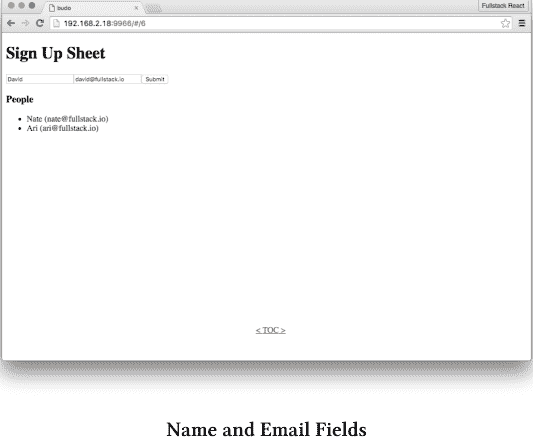 budo
Fullstack React
192.168.2.18:9966/#/6
Sign Up Sheet
David david@fullstack.io Submit
People
Nate (nate@fullstack.io)
Ari (ari@fullstack.io)
< TOC >
Name and Email Fields